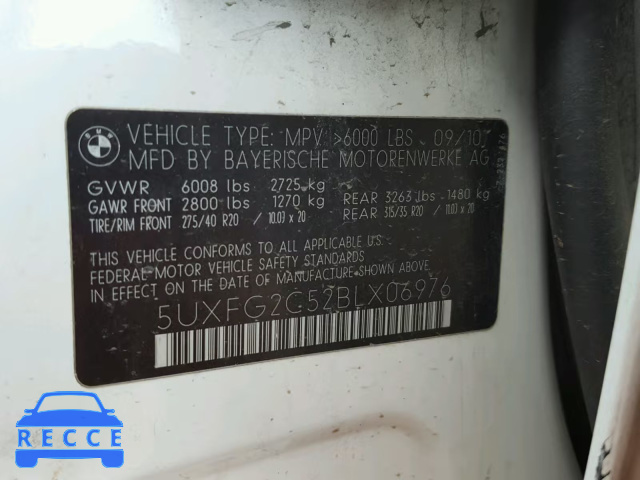 BMW
VEHICLE TYPE: MPV >6000 LBS 09/10
MFD BY BAYERISCHE MOTORENWERKE AG
GVWR 6008 lbs 2725 kg
GAWR FRONT 2800 lbs 1270 kg REAR 3263 lbs 1480 kg
TIRE/RIM FRONT 275/40 R20 / 10.0J x 20 REAR 315/35 R20 / 11.0J x 20
THIS VEHICLE CONFORMS TO ALL APPLICABLE U.S.
FEDERAL MOTOR VEHICLE SAFETY STANDARDS
IN EFFECT ON THE DATE OF MANUFACTURE SHOWN ABOVE.
5UXFG2C52BLX06976
RECCE